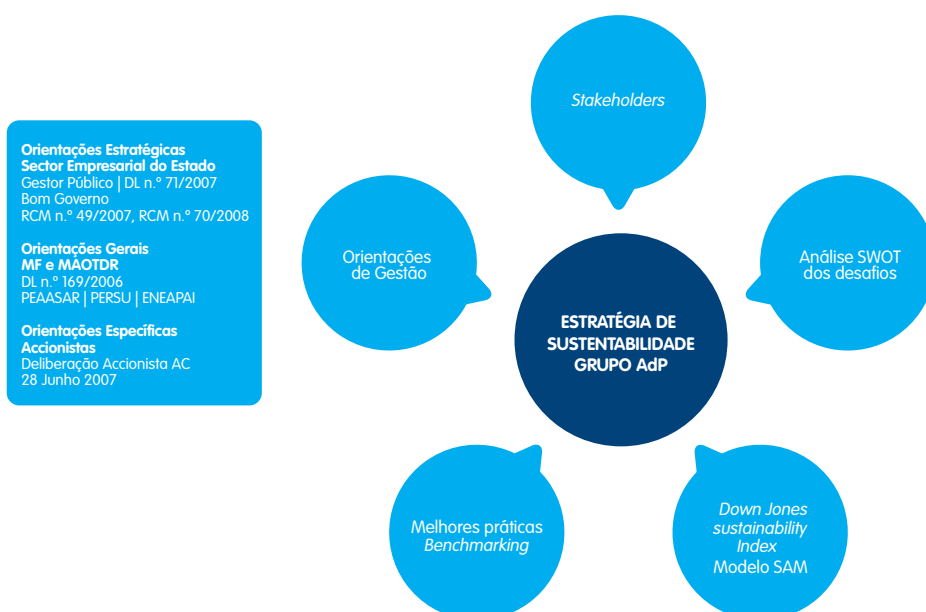 Orientações Estratégicas
Sector Empresarial do Estado
Gestor Público | DL n.º 71/2007
Bom Governo
RCM n.º 49/2007, RCM n.º 70/2008
Orientações Gerais
MF e MAOTDR
DL n.º 169/2006
PEAASAR | PERSU | ENEAPAI
Orientações Específicas
Accionistas
Deliberação Accionista AC
28 Junho 2007
Stakeholders
Orientações
de Gestão
Análise SWOT
dos desafios
ESTRATÉGIA DE
SUSTENTABILIDADE
GRUPO AdP
Melhores práticas
Benchmarking
Down Jones
sustainability
Index
Modelo SAM